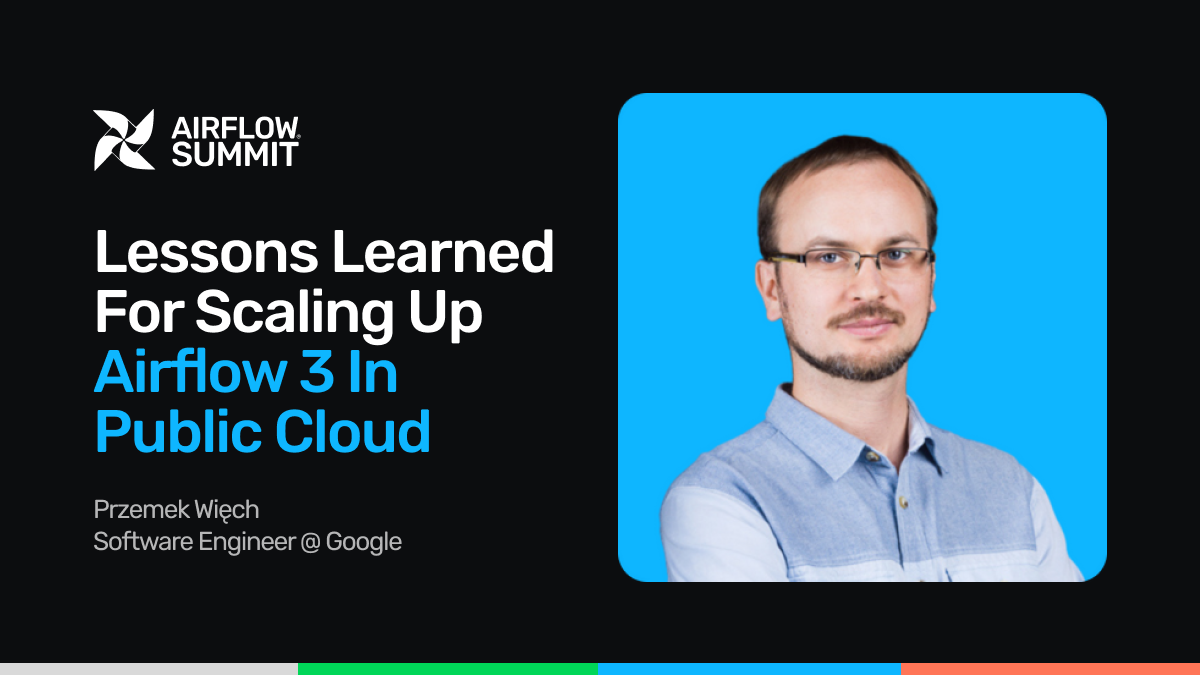 AIRFLOW
SUMMIT
Lessons Learned
For Scaling Up
Airflow 3 In
Public Cloud
Przemek Więch
Software Engineer @ Google